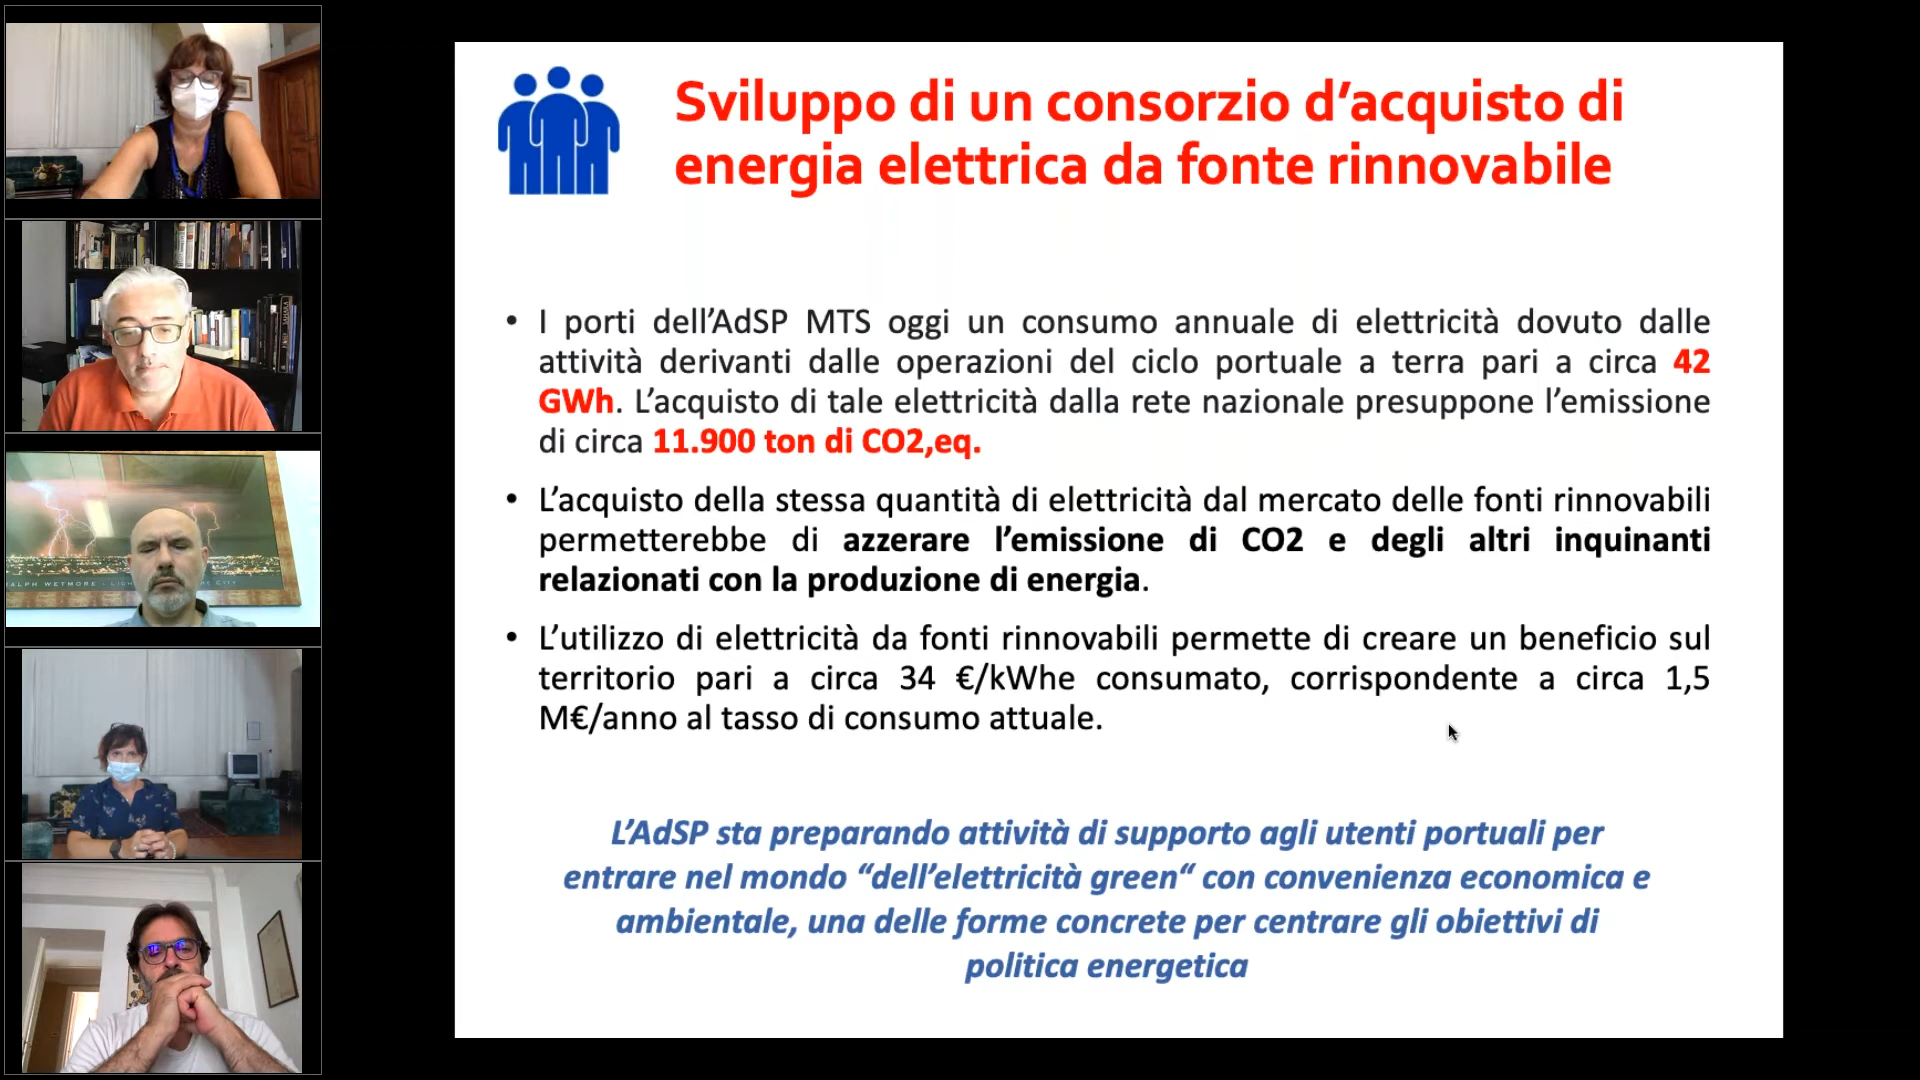 Sviluppo di un consorzio d’acquisto di
energia elettrica da fonte rinnovabile
• I porti dell’AdSP MTS oggi un consumo annuale di elettricità dovuto dalle
attività derivanti dalle operazioni del ciclo portuale a terra pari a circa 42
GWh. L’acquisto di tale elettricità dalla rete nazionale presuppone l’emissione
di circa 11.900 ton di CO2,eq.
• L’acquisto della stessa quantità di elettricità dal mercato delle fonti rinnovabili
permetterebbe di azzerare l’emissione di CO2 e degli altri inquinanti
relazionati con la produzione di energia.
• L’utilizzo di elettricità da fonti rinnovabili permette di creare un beneficio sul
territorio pari a circa 34 €/kWhe consumato, corrispondente a circa 1,5
M€/anno al tasso di consumo attuale.
L’AdSP sta preparando attività di supporto agli utenti portuali per
entrare nel mondo “dell’elettricità green“ con convenienza economica e
ambientale, una delle forme concrete per centrare gli obiettivi di
politica energetica